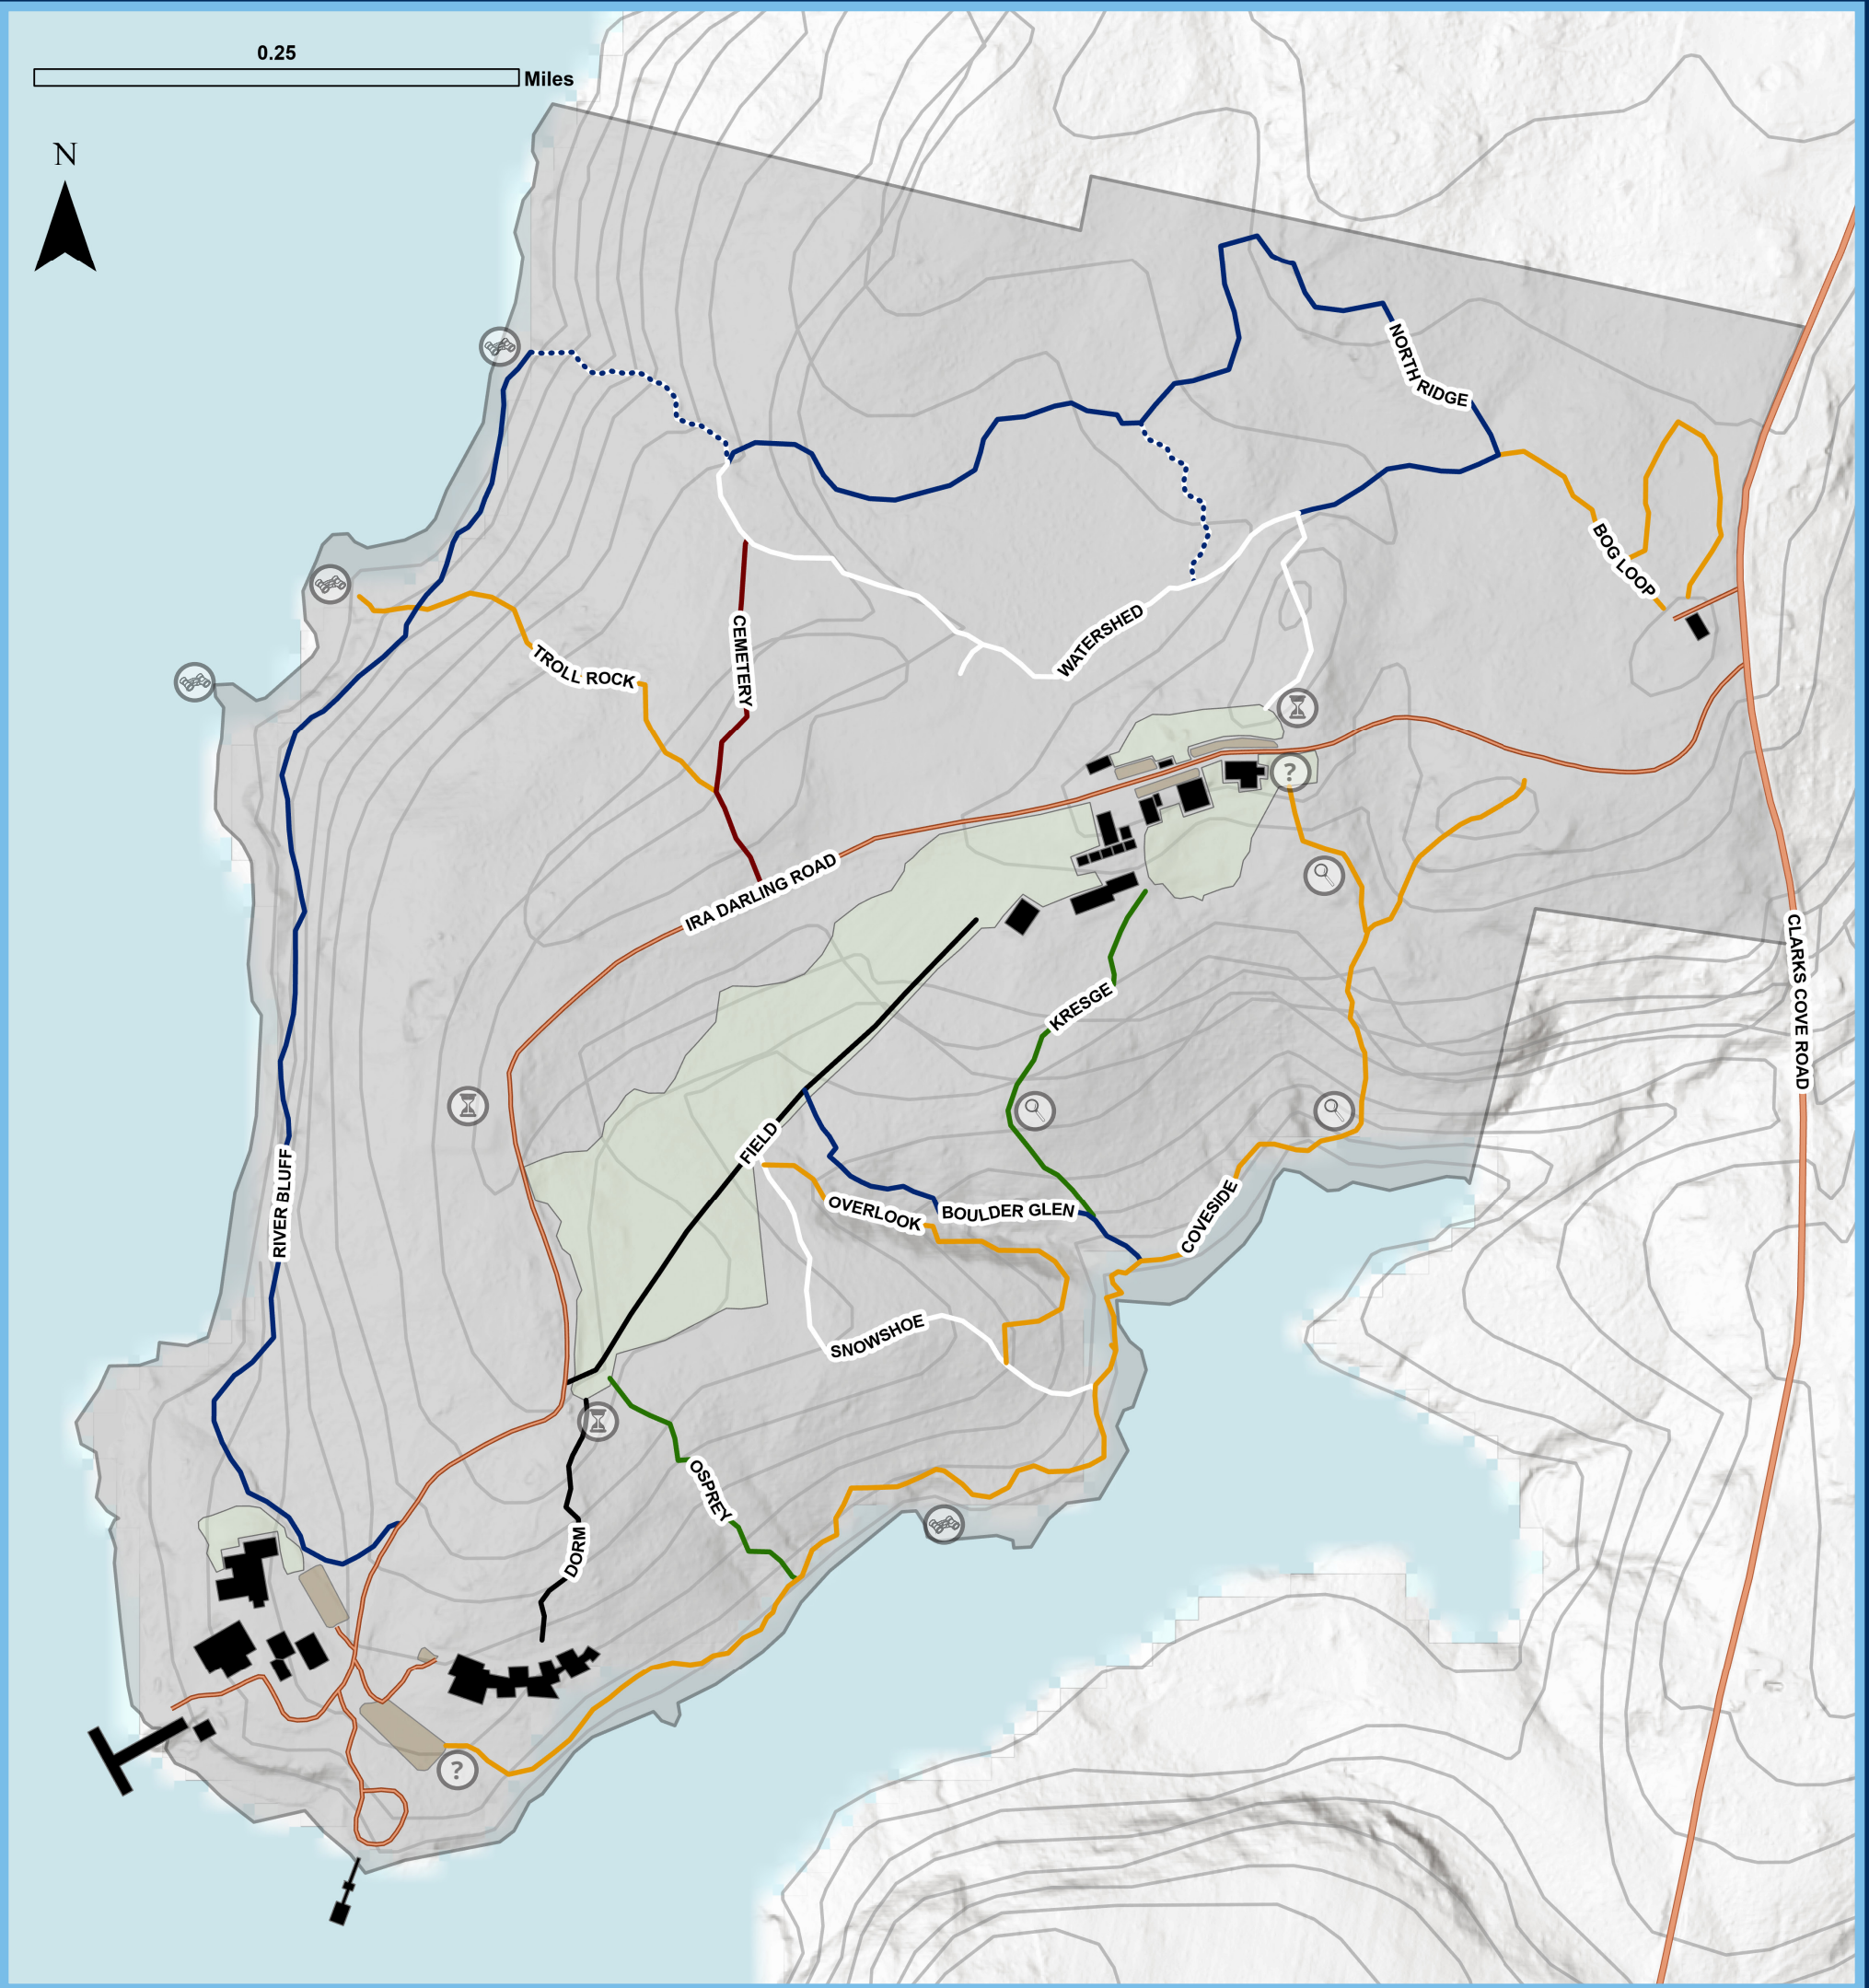 0.25
Miles
N
NORTH RIDGE
BOG LOOP
WATERSHED
CEMETERY
TROLL ROCK
?
IRA DARLING ROAD
CLARKS COVE ROAD
KRESGE
FIELD
RIVER BLUFF
OVERLOOK
BOULDER GLEN
COVESIDE
SNOWSHOE
OSPREY
DORM
?